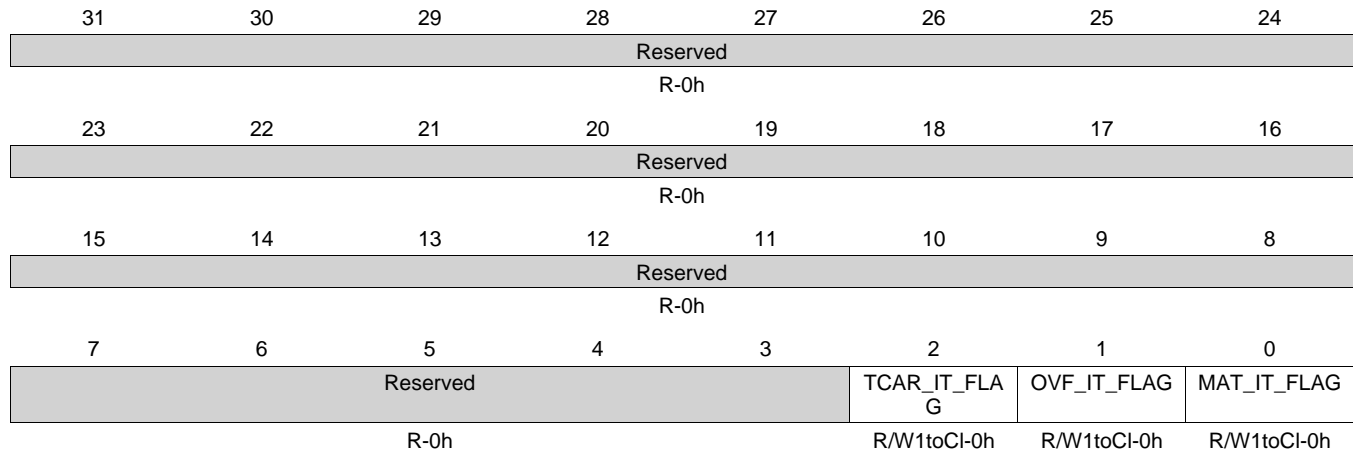 31 30 29 28 27 26 25 24
Reserved
R-0h
23 22 21 20 19 18 17 16
Reserved
R-0h
15 14 13 12 11 10 9 8
Reserved
R-0h
7 6 5 4 3 2 1 0
Reserved TCAR_IT_FLA OVF_IT_FLAG MAT_IT_FLAG
G
R-0h R/W1toCl-0h R/W1toCl-0h R/W1toCl-0h